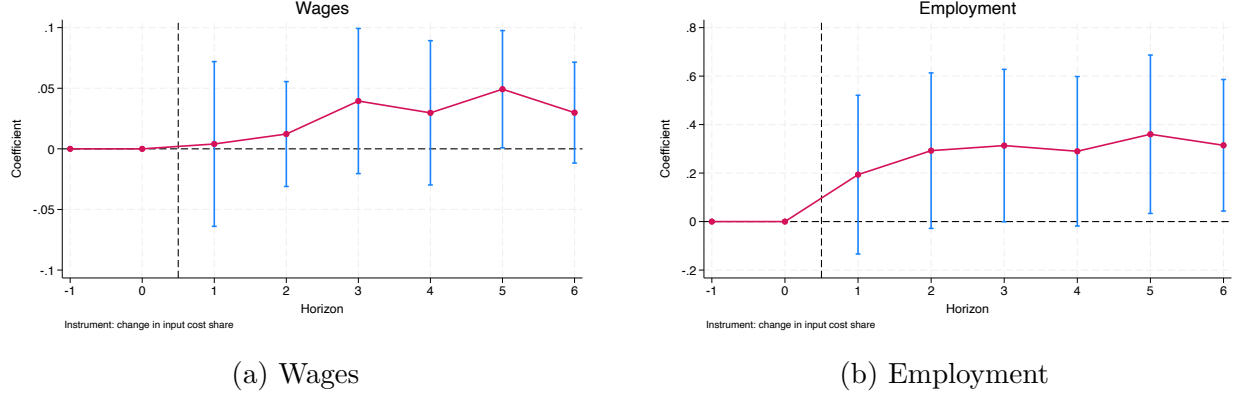 Wages
.1
.05
0
-.05
-.1
Coefficient
-1 0 1 2 3 4 5 6
Horizon
Instrument: change in input cost share
(a) Wages
Employment
.8
.6
.4
.2
0
-.2
Coefficient
-1 0 1 2 3 4 5 6
Horizon
Instrument: change in input cost share
(b) Employment